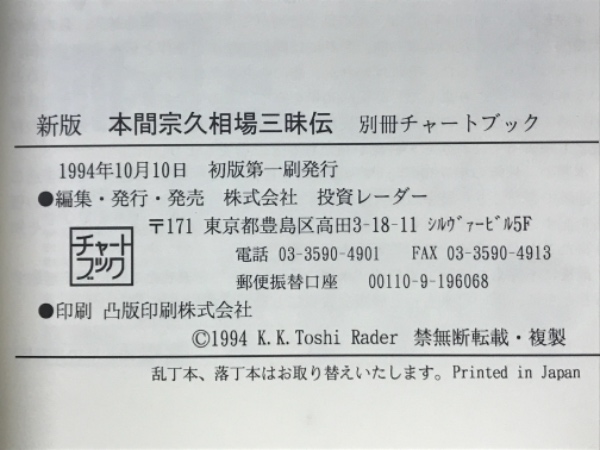 新版 本間宗久相場三昧伝 別冊チャートブック
1994年10月10日 初版第一刷発行
●編集・発行・発売 株式会社 投資レーダー
〒171 東京都豊島区高田3-18-11 ｼﾙｳﾞｧｰﾋﾞﾙ5F
チャート
ブック
電話 03-3590-4901 FAX 03-3590-4913
郵便振替口座 00110-9-196068
●印刷 凸版印刷株式会社
©1994 K.K.Toshi Rader 禁無断転載・複製
乱丁本、落丁本はお取り替えいたします。Printed in Japan